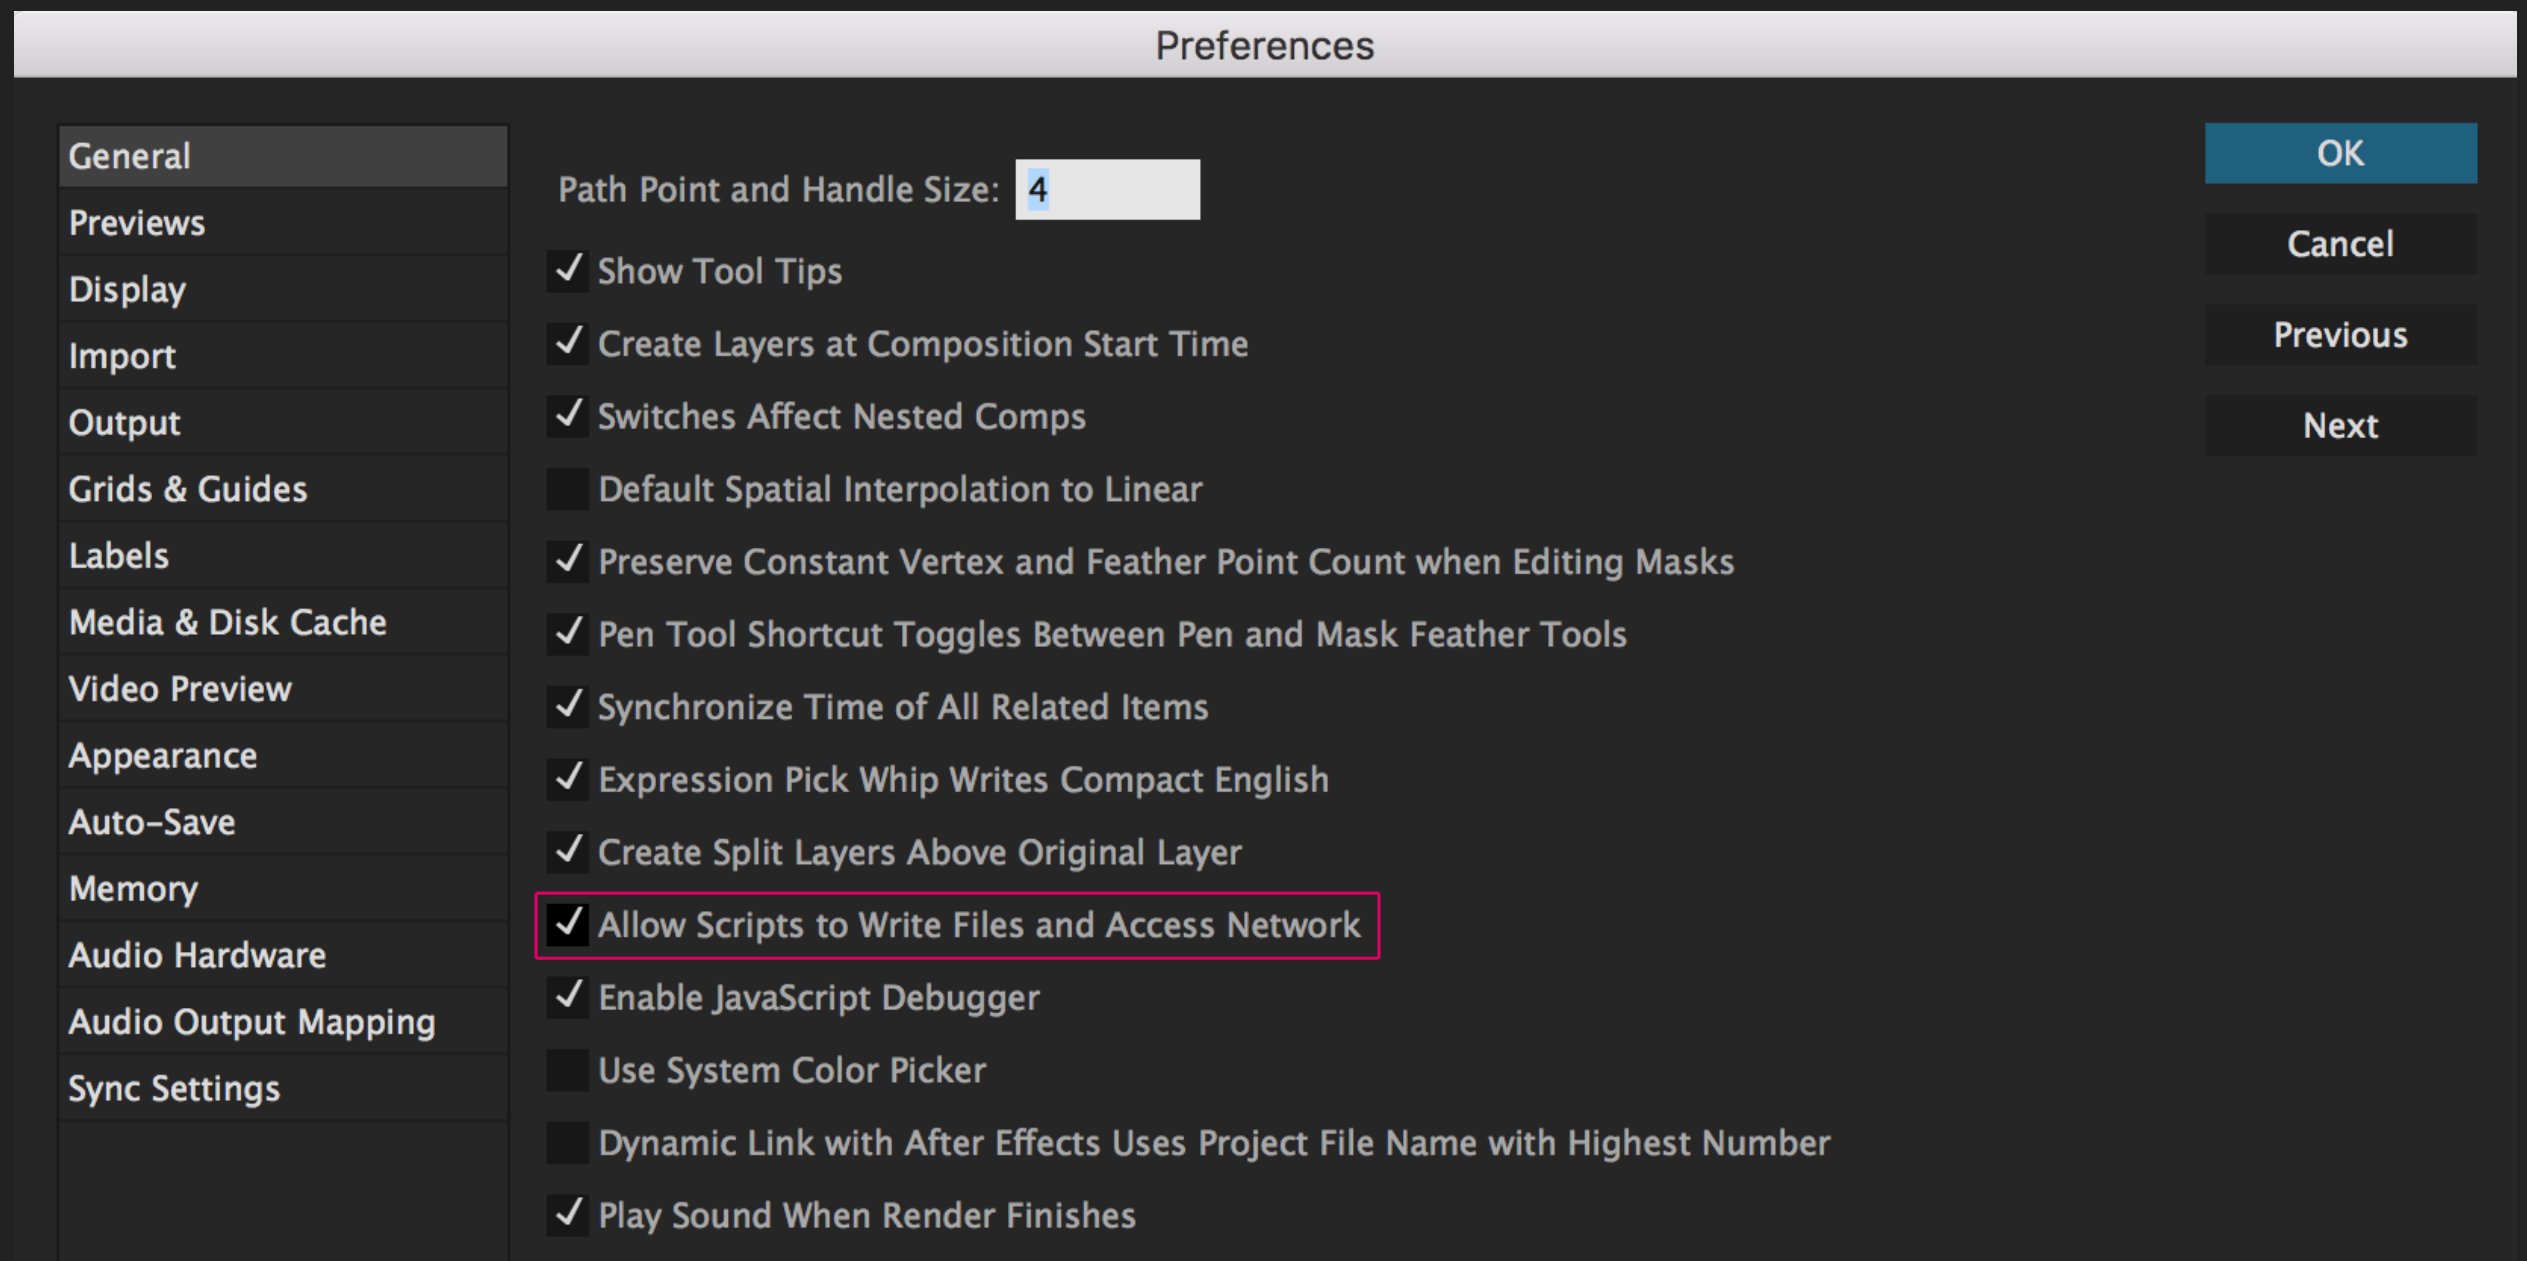 Preferences
General
Previews
Display
Import
Output
Grids & Guides
Labels
Media & Disk Cache
Video Preview
Appearance
Auto-Save
Memory
Audio Hardware
Audio Output Mapping
Sync Settings
Path Point and Handle Size: 4
Show Tool Tips
Create Layers at Composition Start Time
Switches Affect Nested Comps
Default Spatial Interpolation to Linear
Preserve Constant Vertex and Feather Point Count when Editing Masks
Pen Tool Shortcut Toggles Between Pen and Mask Feather Tools
Synchronize Time of All Related Items
Expression Pick Whip Writes Compact English
Create Split Layers Above Original Layer
Allow Scripts to Write Files and Access Network
Enable JavaScript Debugger
Use System Color Picker
Dynamic Link with After Effects Uses Project File Name with Highest Number
Play Sound When Render Finishes
OK
Cancel
Previous
Next